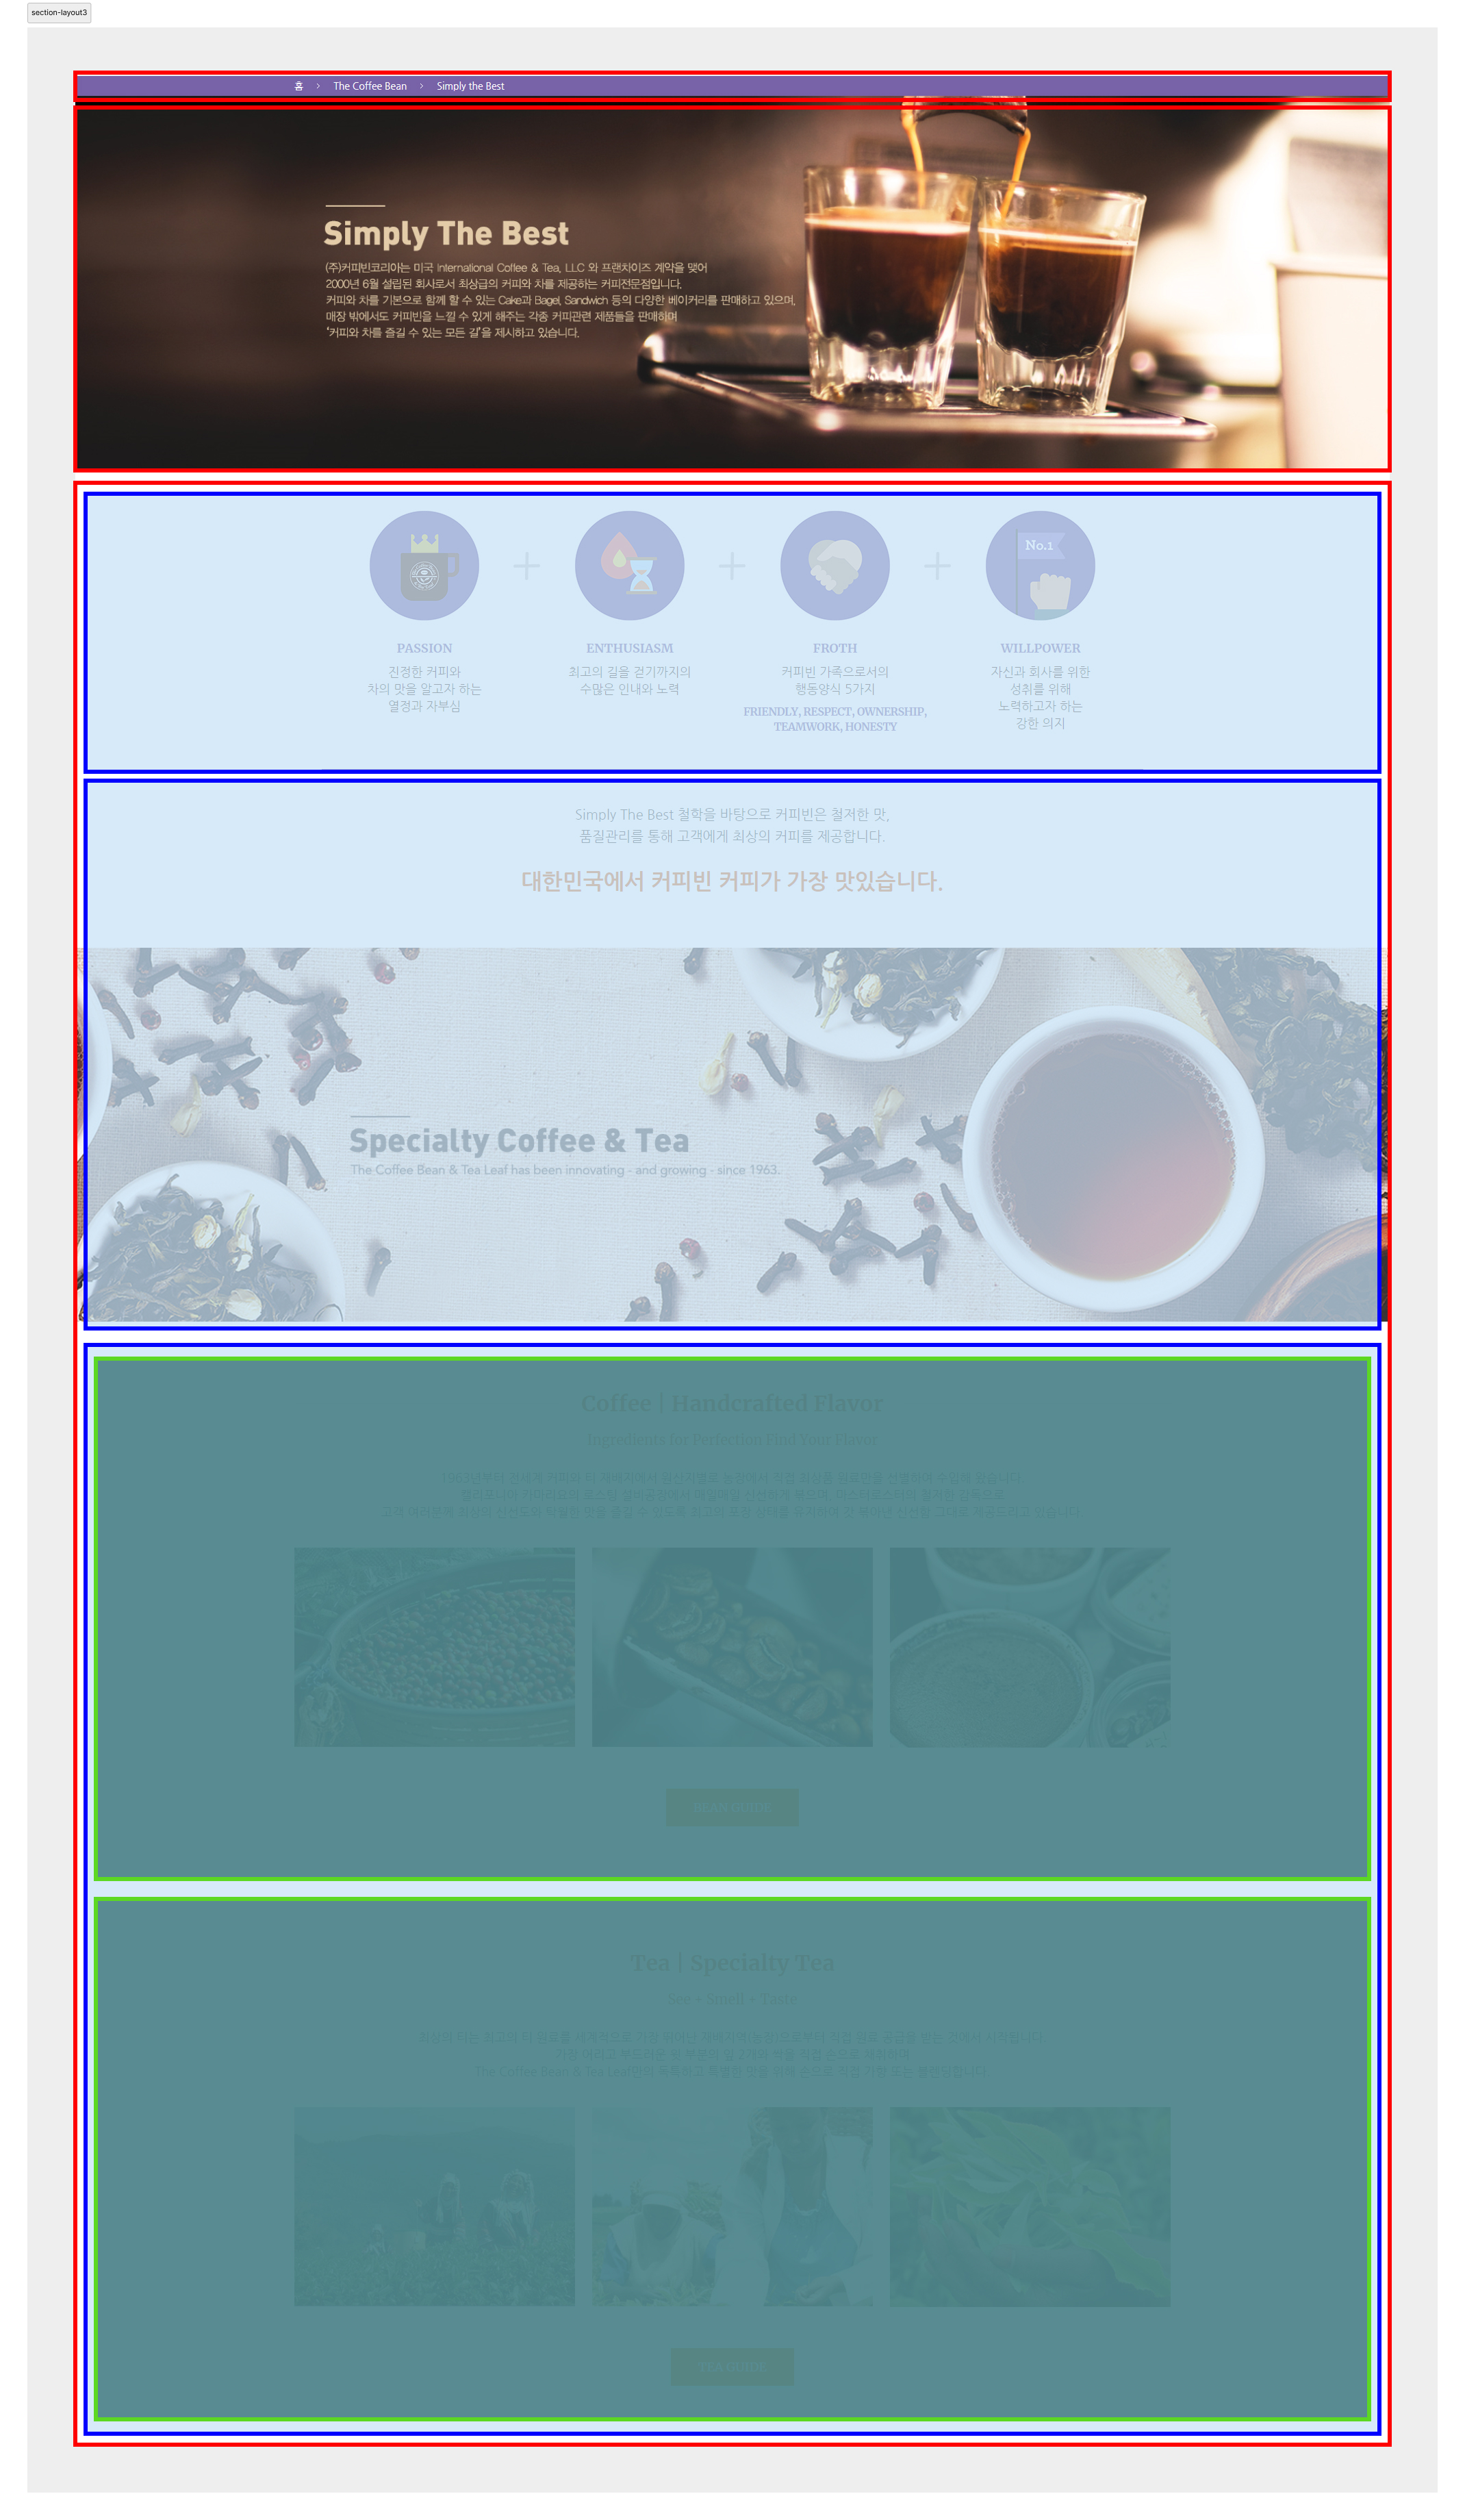 section-layout3
홈 > The Coffee Bean > Simply the Best
Simply The Best
(주)커피빈코리아는 미국 International Coffee & Tea, LLC 와 프랜차이즈 계약을 맺어
2000년 6월 설립된 회사로서 최상급의 커피와 차를 제공하는 커피전문점입니다.
커피와 차를 기본으로 함께 할 수 있는 Cake과 Bagel, Sandwich 등의 다양한 베이커리를 판매하고 있으며,
매장 밖에서도 커피빈을 느낄 수 있게 해주는 각종 커피관련 제품들을 판매하며
'커피와 차를 즐길 수 있는 모든 길'을 제시하고 있습니다.
No.1
PASSION
진정한 커피와
차의 맛을 알고자 하는
열정과 자부심
ENTHUSIASM
최고의 길을 걷기까지의
수많은 인내와 노력
FROTH
커피빈 가족으로서의
행동양식 5가지
FRIENDLY, RESPECT, OWNERSHIP,
TEAMWORK, HONESTY
WILLPOWER
자신과 회사를 위한
성취를 위해
노력하고자 하는
강한 의지
Simply The Best 철학을 바탕으로 커피빈은 철저한 맛,
품질관리를 통해 고객에게 최상의 커피를 제공합니다.
대한민국에서 커피빈 커피가 가장 맛있습니다.
Specialty Coffee & Tea
The Coffee Bean & Tea Leaf has been innovating - and growing - since 1963.
Coffee | Handcrafted Flavor
Ingredients for Perfection Find Your Flavor
BEAN GUIDE
Tea | Specialty Tea
See + Smell + Taste
TEA GUIDE